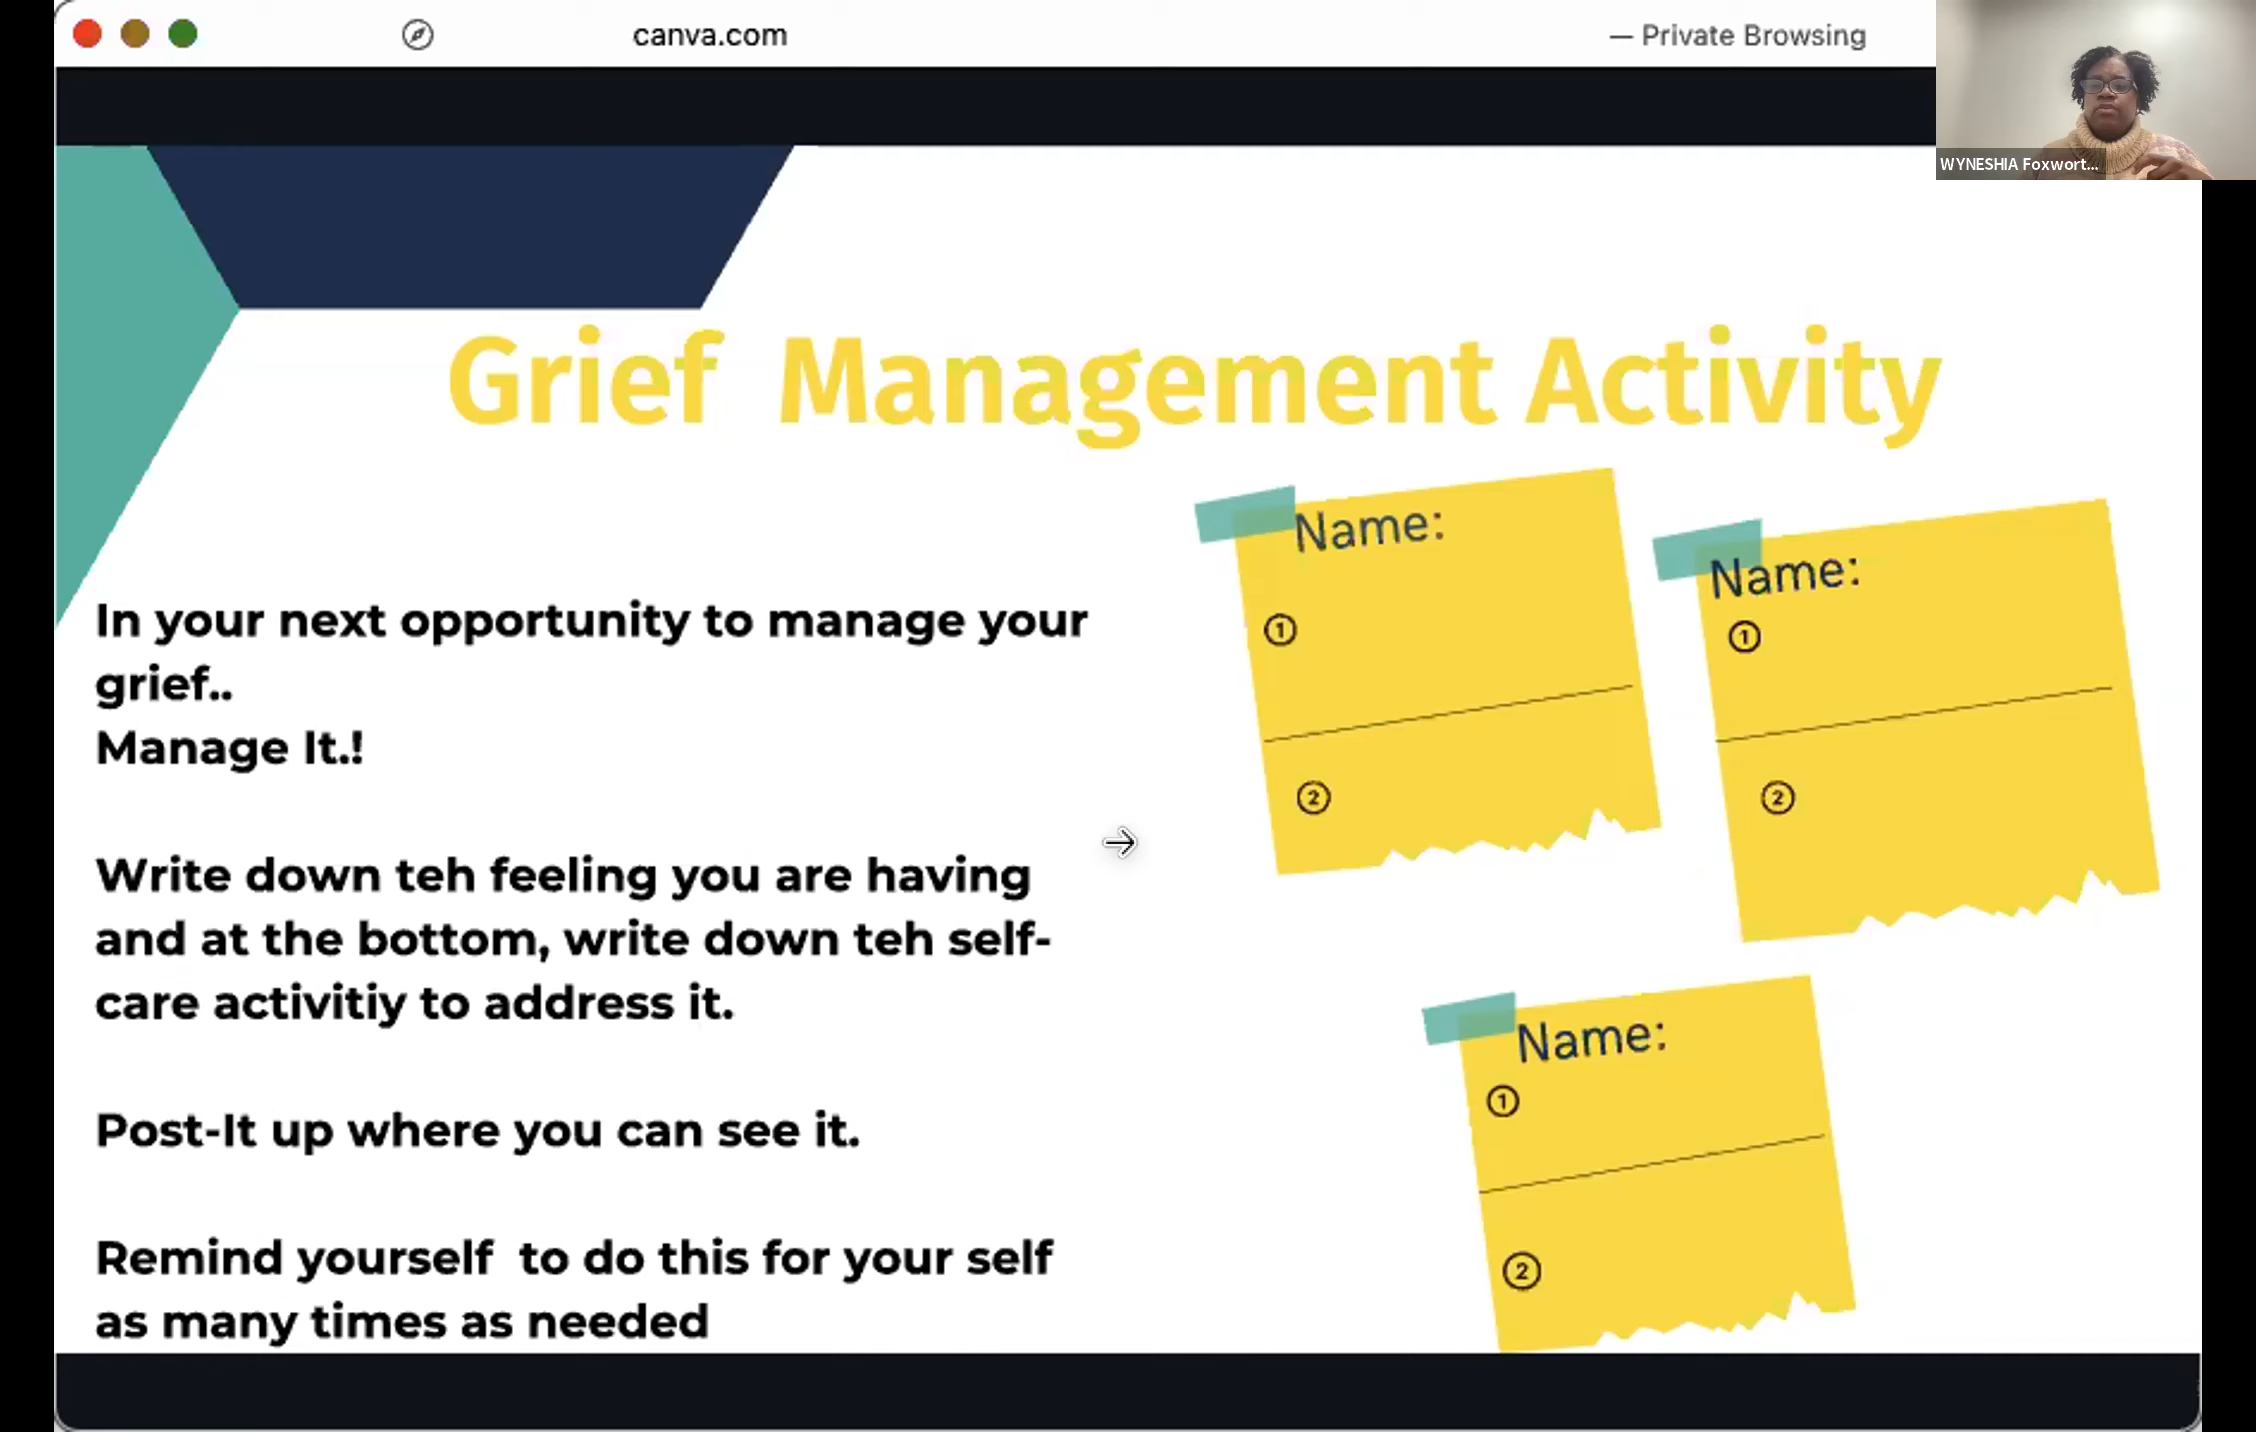 canva.com
— Private Browsing
WYNESHIA Foxwort...
Grief  Management Activity
In your next opportunity to manage your
grief..
Manage It.!
Write down teh feeling you are having
and at the bottom, write down teh self-
care activitiy to address it.
Post-It up where you can see it.
Remind yourself  to do this for your self
as many times as needed
Name:
①
②
Name:
①
②
Name:
①
②